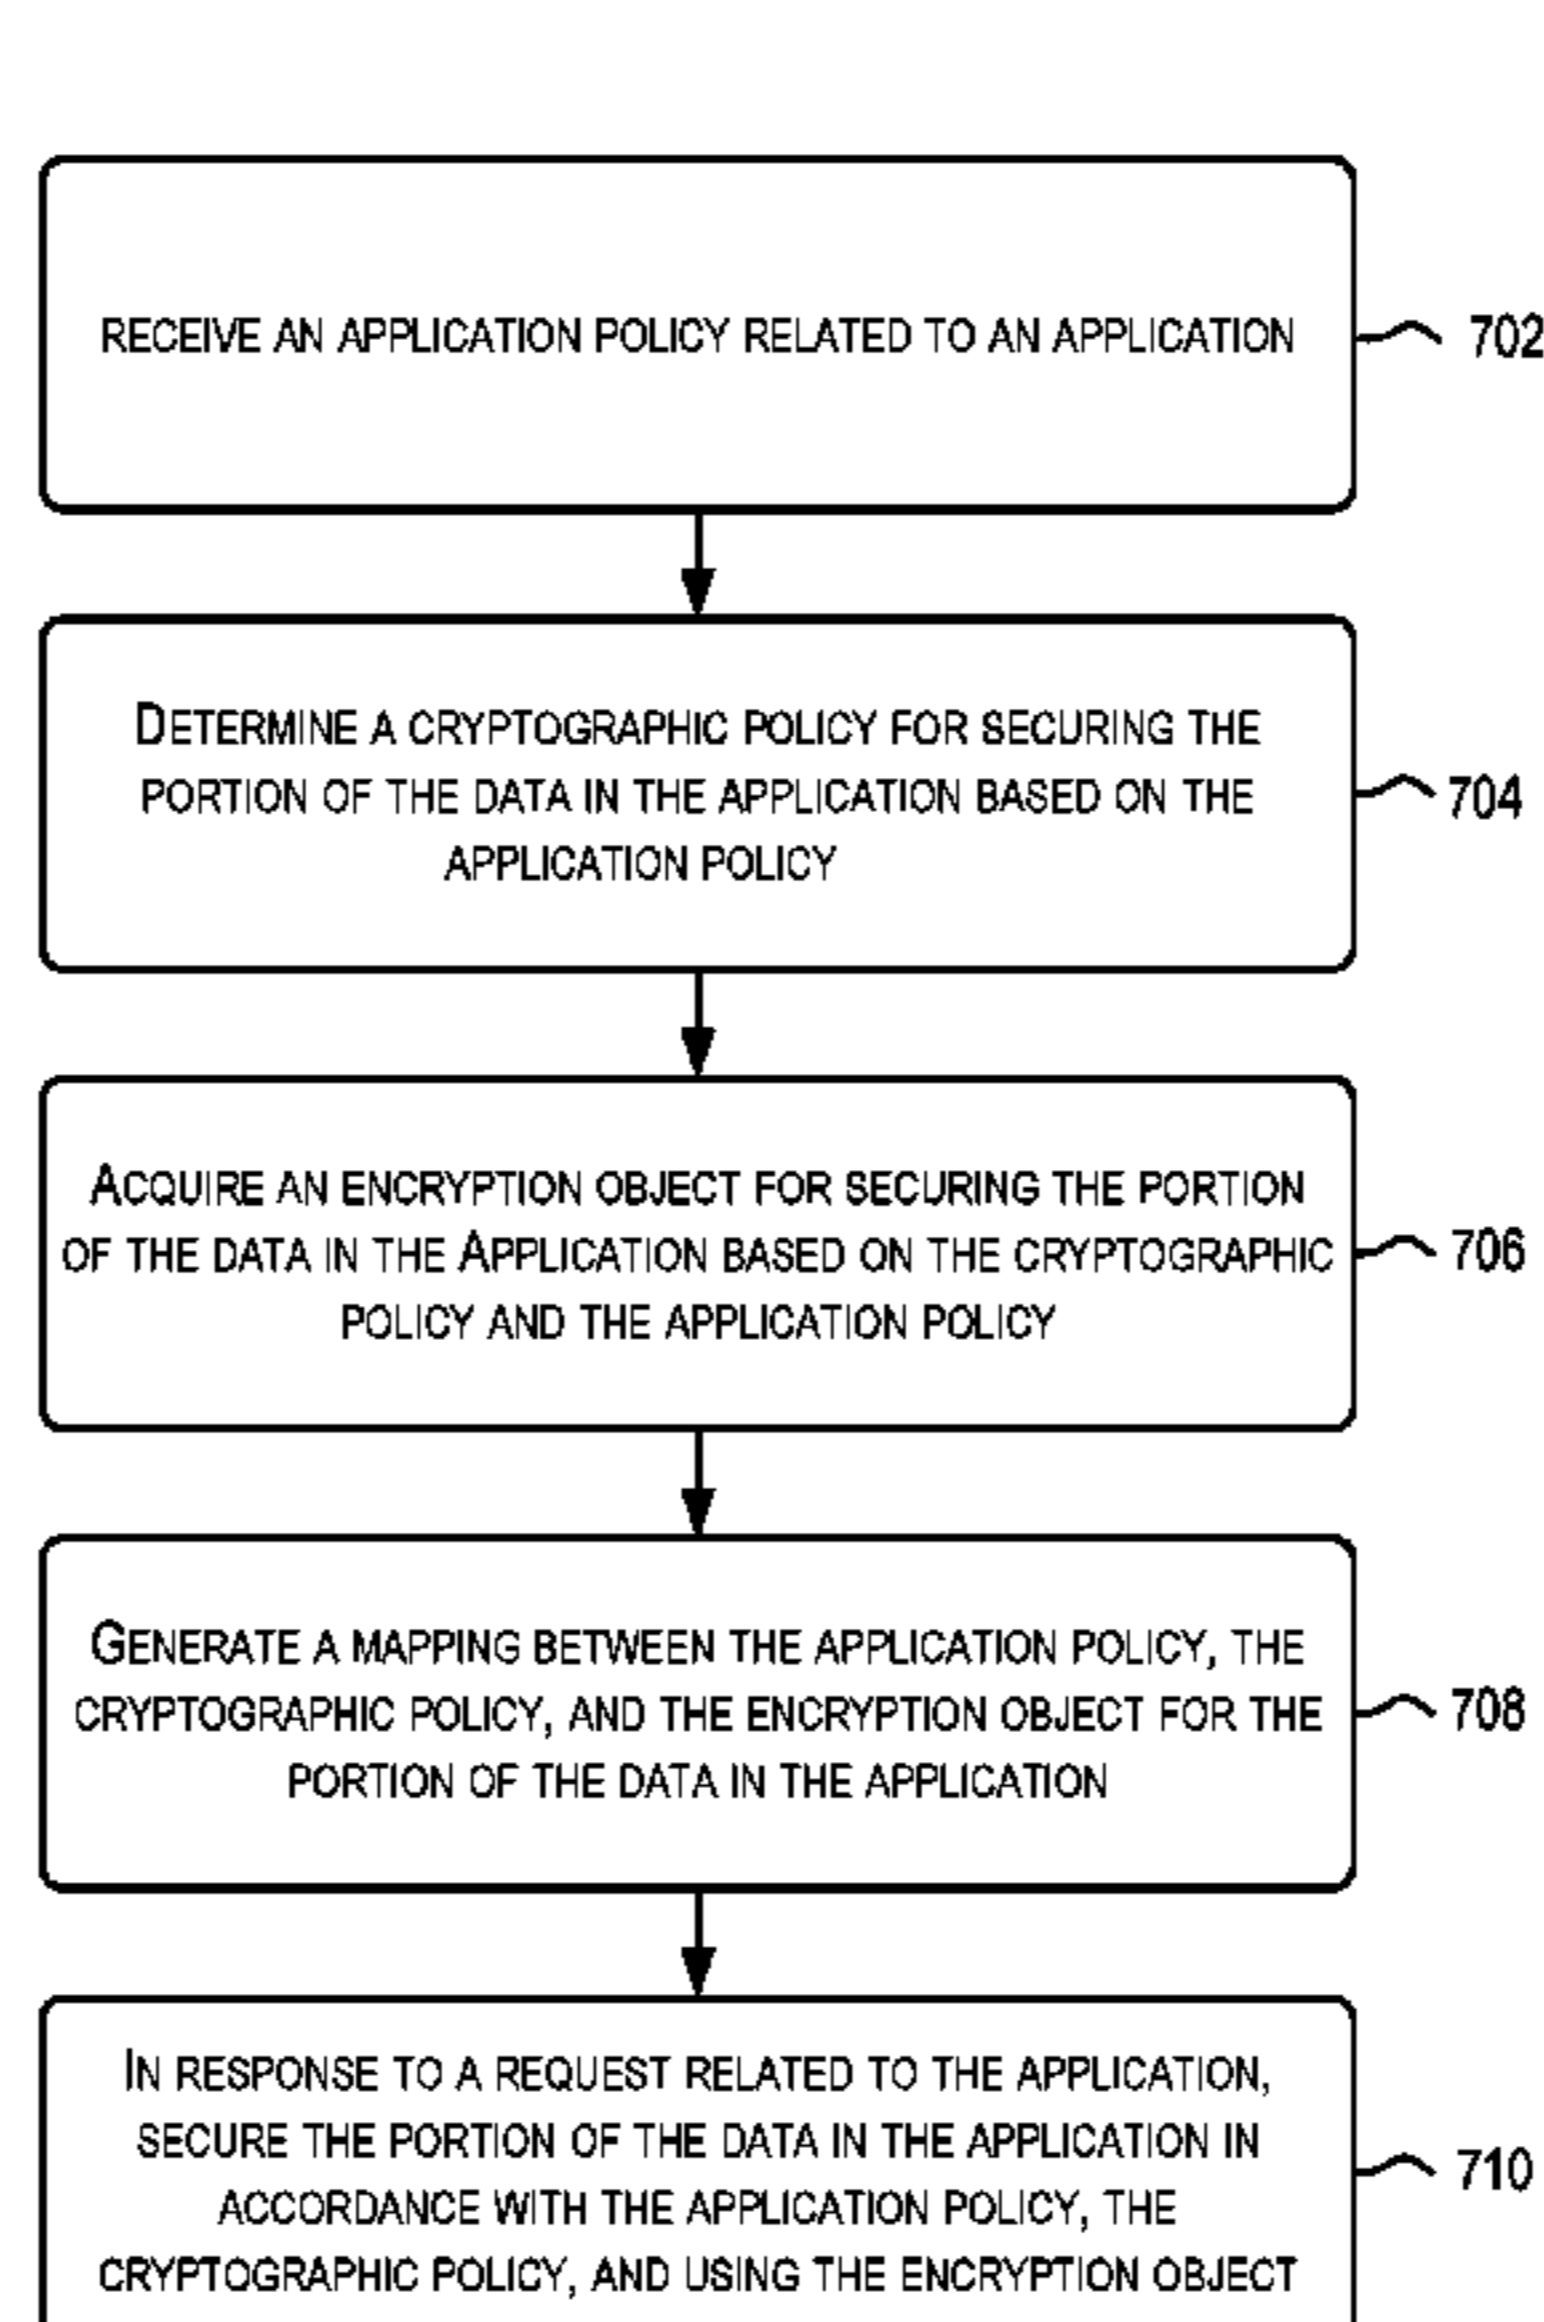 RECEIVE AN APPLICATION POLICY RELATED TO AN APPLICATION
702
DETERMINE A CRYPTOGRAPHIC POLICY FOR SECURING THE
PORTION OF THE DATA IN THE APPLICATION BASED ON THE
APPLICATION POLICY
704
ACQUIRE AN ENCRYPTION OBJECT FOR SECURING THE PORTION
OF THE DATA IN THE APPLICATION BASED ON THE CRYPTOGRAPHIC
POLICY AND THE APPLICATION POLICY
706
GENERATE A MAPPING BETWEEN THE APPLICATION POLICY, THE
CRYPTOGRAPHIC POLICY, AND THE ENCRYPTION OBJECT FOR THE
PORTION OF THE DATA IN THE APPLICATION
708
IN RESPONSE TO A REQUEST RELATED TO THE APPLICATION,
SECURE THE PORTION OF THE DATA IN THE APPLICATION IN
ACCORDANCE WITH THE APPLICATION POLICY, THE
CRYPTOGRAPHIC POLICY, AND USING THE ENCRYPTION OBJECT
710